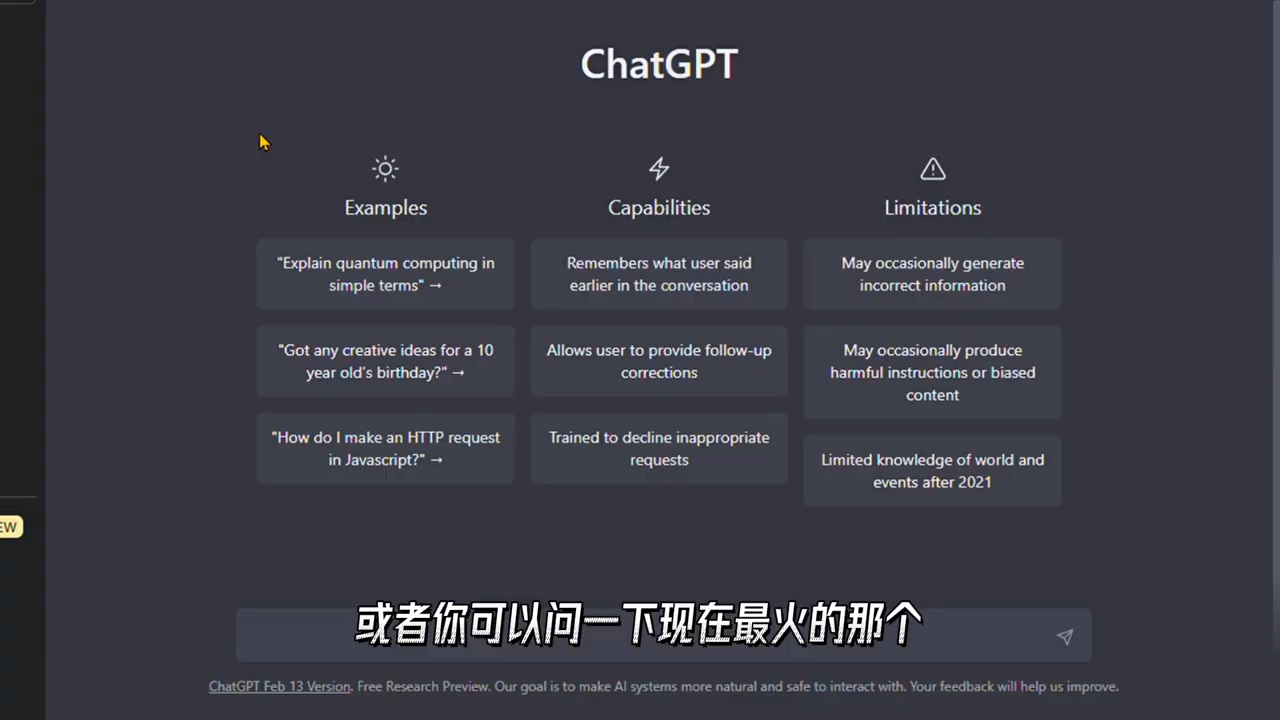 ChatGPT
Examples
"Explain quantum computing in
simple terms" →
"Got any creative ideas for a 10
year old's birthday?" →
"How do I make an HTTP request
in Javascript?" →
Capabilities
Remembers what user said
earlier in the conversation
Allows user to provide follow-up
corrections
Trained to decline inappropriate
requests
Limitations
May occasionally generate
incorrect information
May occasionally produce
harmful instructions or biased
content
Limited knowledge of world and
events after 2021
EW
或者你可以问一下现在最火的那个
ChatGPT Feb 13 Version. Free Research Preview. Our goal is to make AI systems more natural and safe to interact with. Your feedback will help us improve.